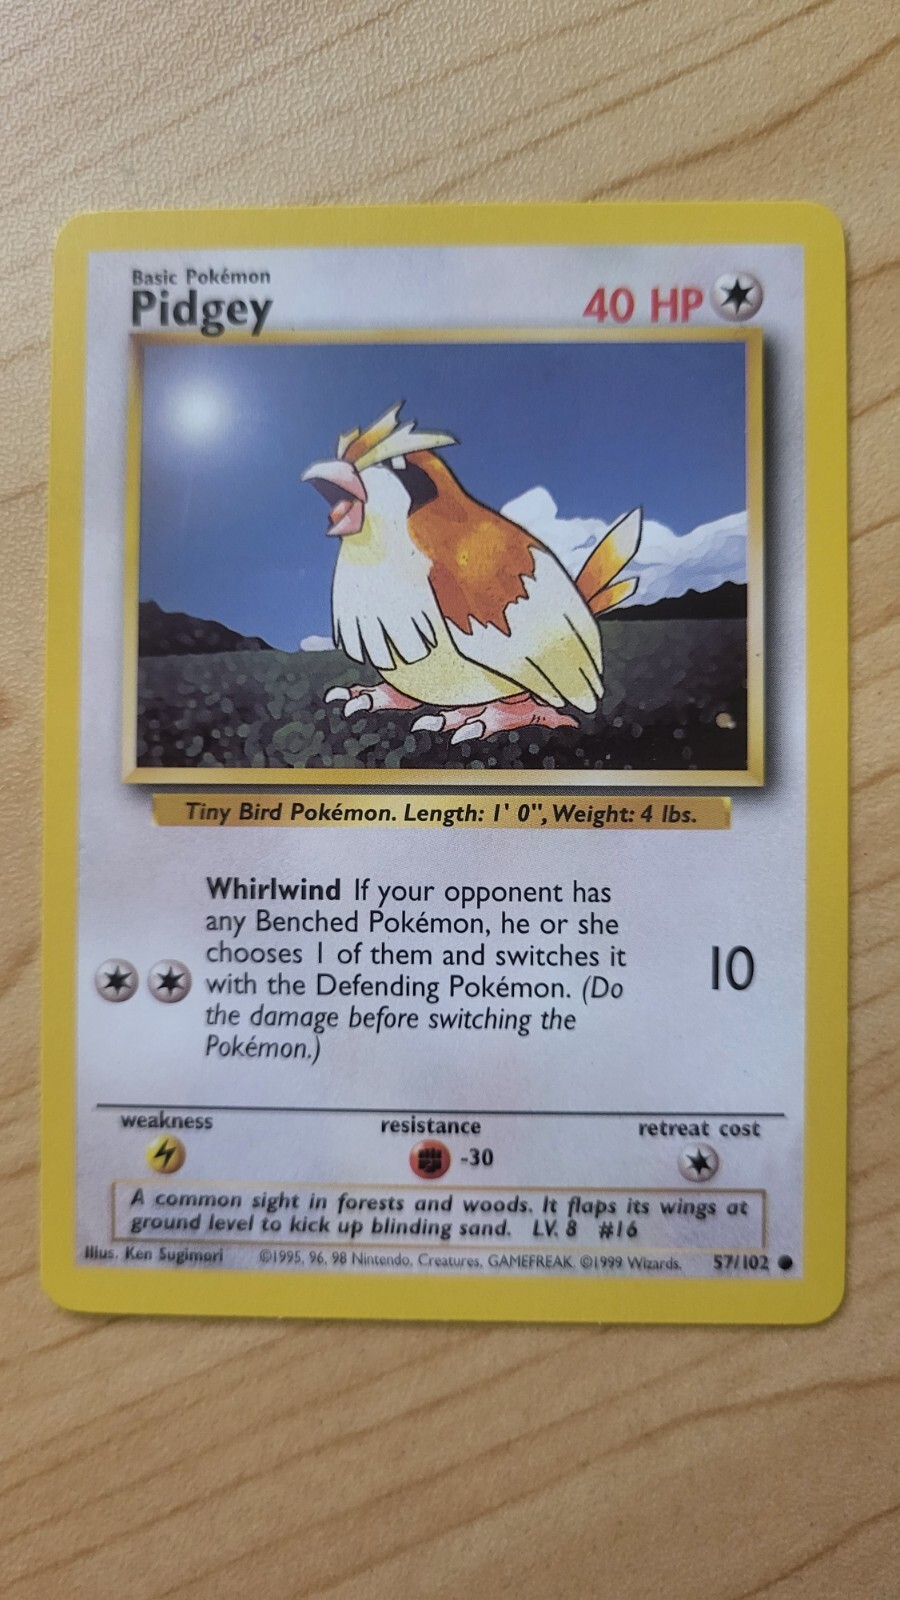 Basic Pokémon
Pidgey
40 HP
Tiny Bird Pokémon. Length: 1' 0", Weight: 4 lbs.
Whirlwind If your opponent has
any Benched Pokémon, he or she
chooses 1 of them and switches it
with the Defending Pokémon. (Do
the damage before switching the
Pokémon.)
10
weakness
resistance
retreat cost
-30
A common sight in forests and woods. It flaps its wings at
ground level to kick up blinding sand. LV. 8 #16
Illus. Ken Sugimori
©1995, 96, 98 Nintendo, Creatures, GAMEFREAK. ©1999 Wizards.
57/102